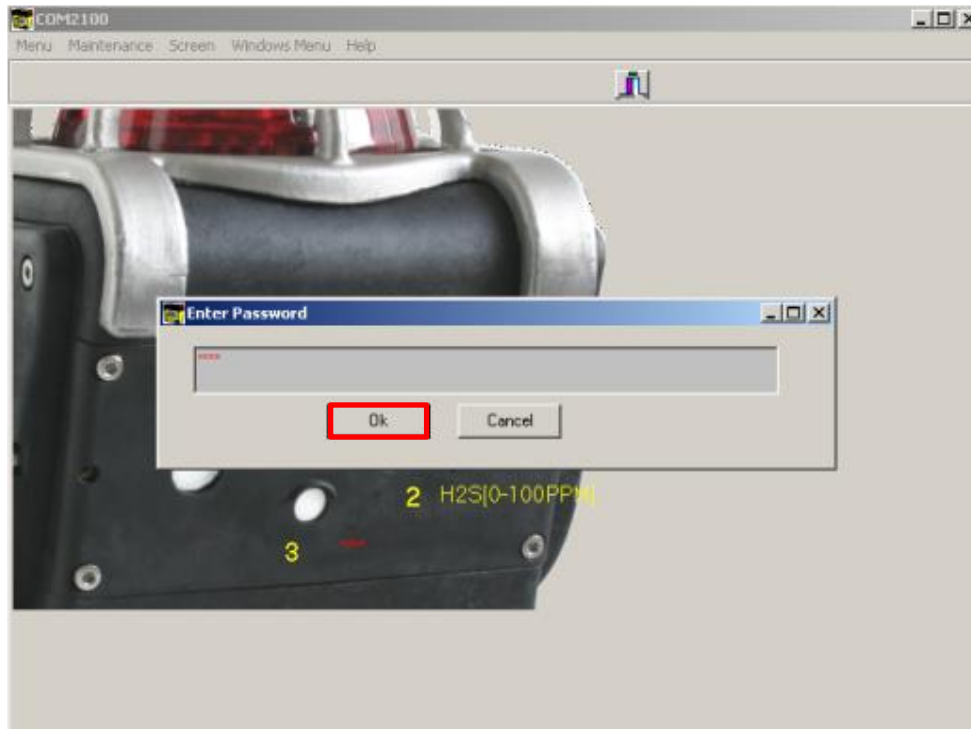 COM2100
Menu Maintenance Screen Windows Menu Help
Enter Password
****
Ok Cancel
2 H2S[0-100PPM]
3 ****